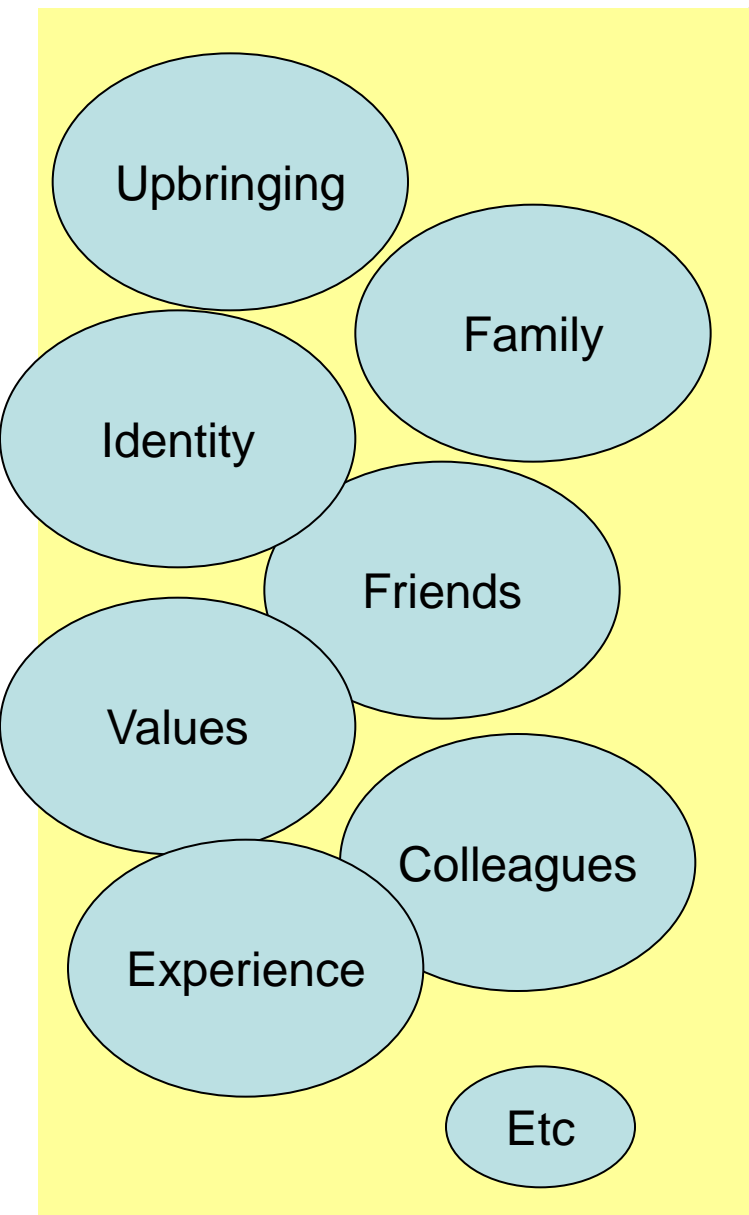 Upbringing
Family
Identity
Friends
Values
Colleagues
Experience
Etc